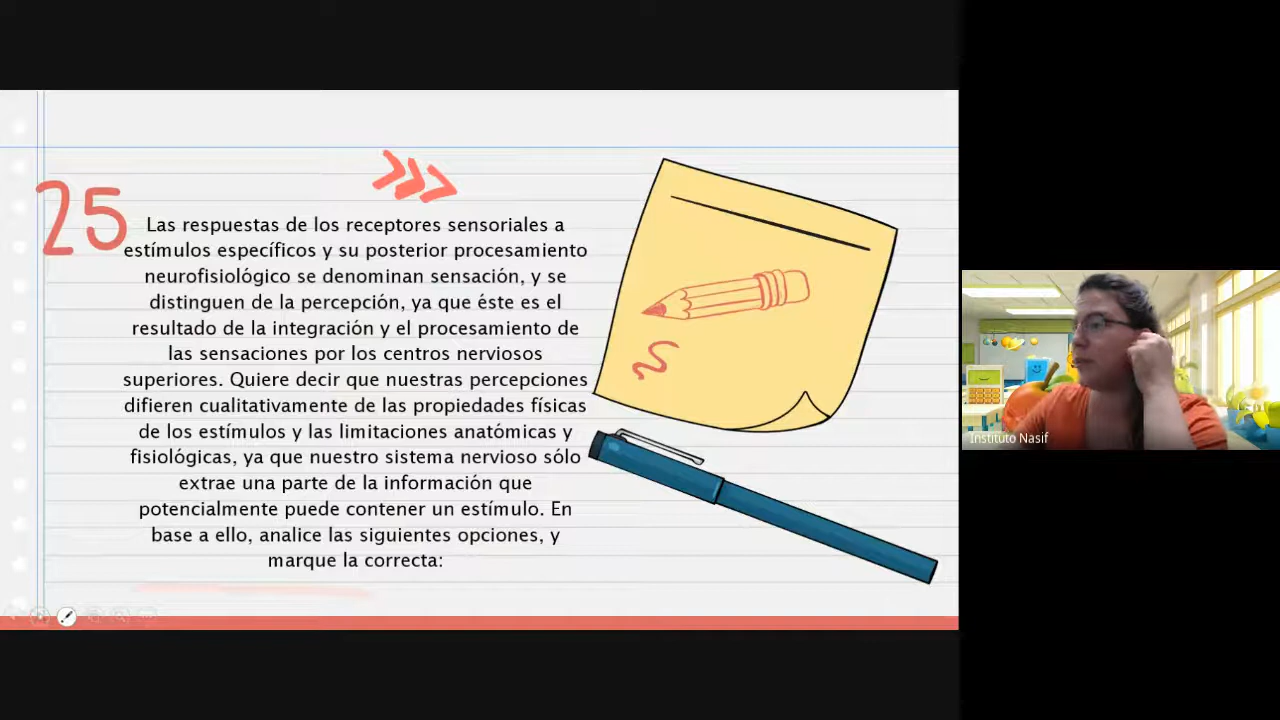 25
Las respuestas de los receptores sensoriales a
estímulos específicos y su posterior procesamiento
neurofisiológico se denominan sensación, y se
distinguen de la percepción, ya que éste es el
resultado de la integración y el procesamiento de
las sensaciones por los centros nerviosos
superiores. Quiere decir que nuestras percepciones
difieren cualitativamente de las propiedades físicas
de los estímulos y las limitaciones anatómicas y
fisiológicas, ya que nuestro sistema nervioso sólo
extrae una parte de la información que
potencialmente puede contener un estímulo. En
base a ello, analice las siguientes opciones, y
marque la correcta:
Instituto Nasif